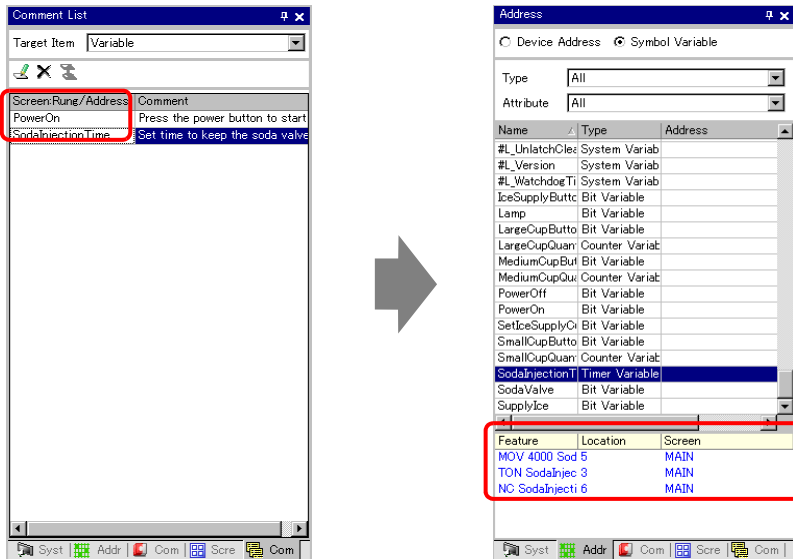 Comment List
Target Item Variable
Screen:Rung/Address Comment
PowerOn Press the power button to start
SodaInjectionTime Set time to keep the soda valve
Syst Addr Com Scre Com
Address
Device Address Symbol Variable
Type All
Attribute All
Name Type Address
#L_UnlatchClea System Variab
#L_Version System Variab
#L_WatchdogTi System Variab
IceSupplyButto Bit Variable
Lamp Bit Variable
LargeCupButto Bit Variable
LargeCupQuan Counter Variab
MediumCupBut Bit Variable
MediumCupQua Counter Variab
PowerOff Bit Variable
PowerOn Bit Variable
SetIceSupplyCu Bit Variable
SmallCupButto Bit Variable
SmallCupQuan Counter Variab
SodaInjectionT Timer Variable
SodaValve Bit Variable
SupplyIce Bit Variable
Feature Location Screen
MOV 4000 Sod 5 MAIN
TON SodaInjec 3 MAIN
NC SodaInjecti 6 MAIN
Syst Addr Com Scre Com